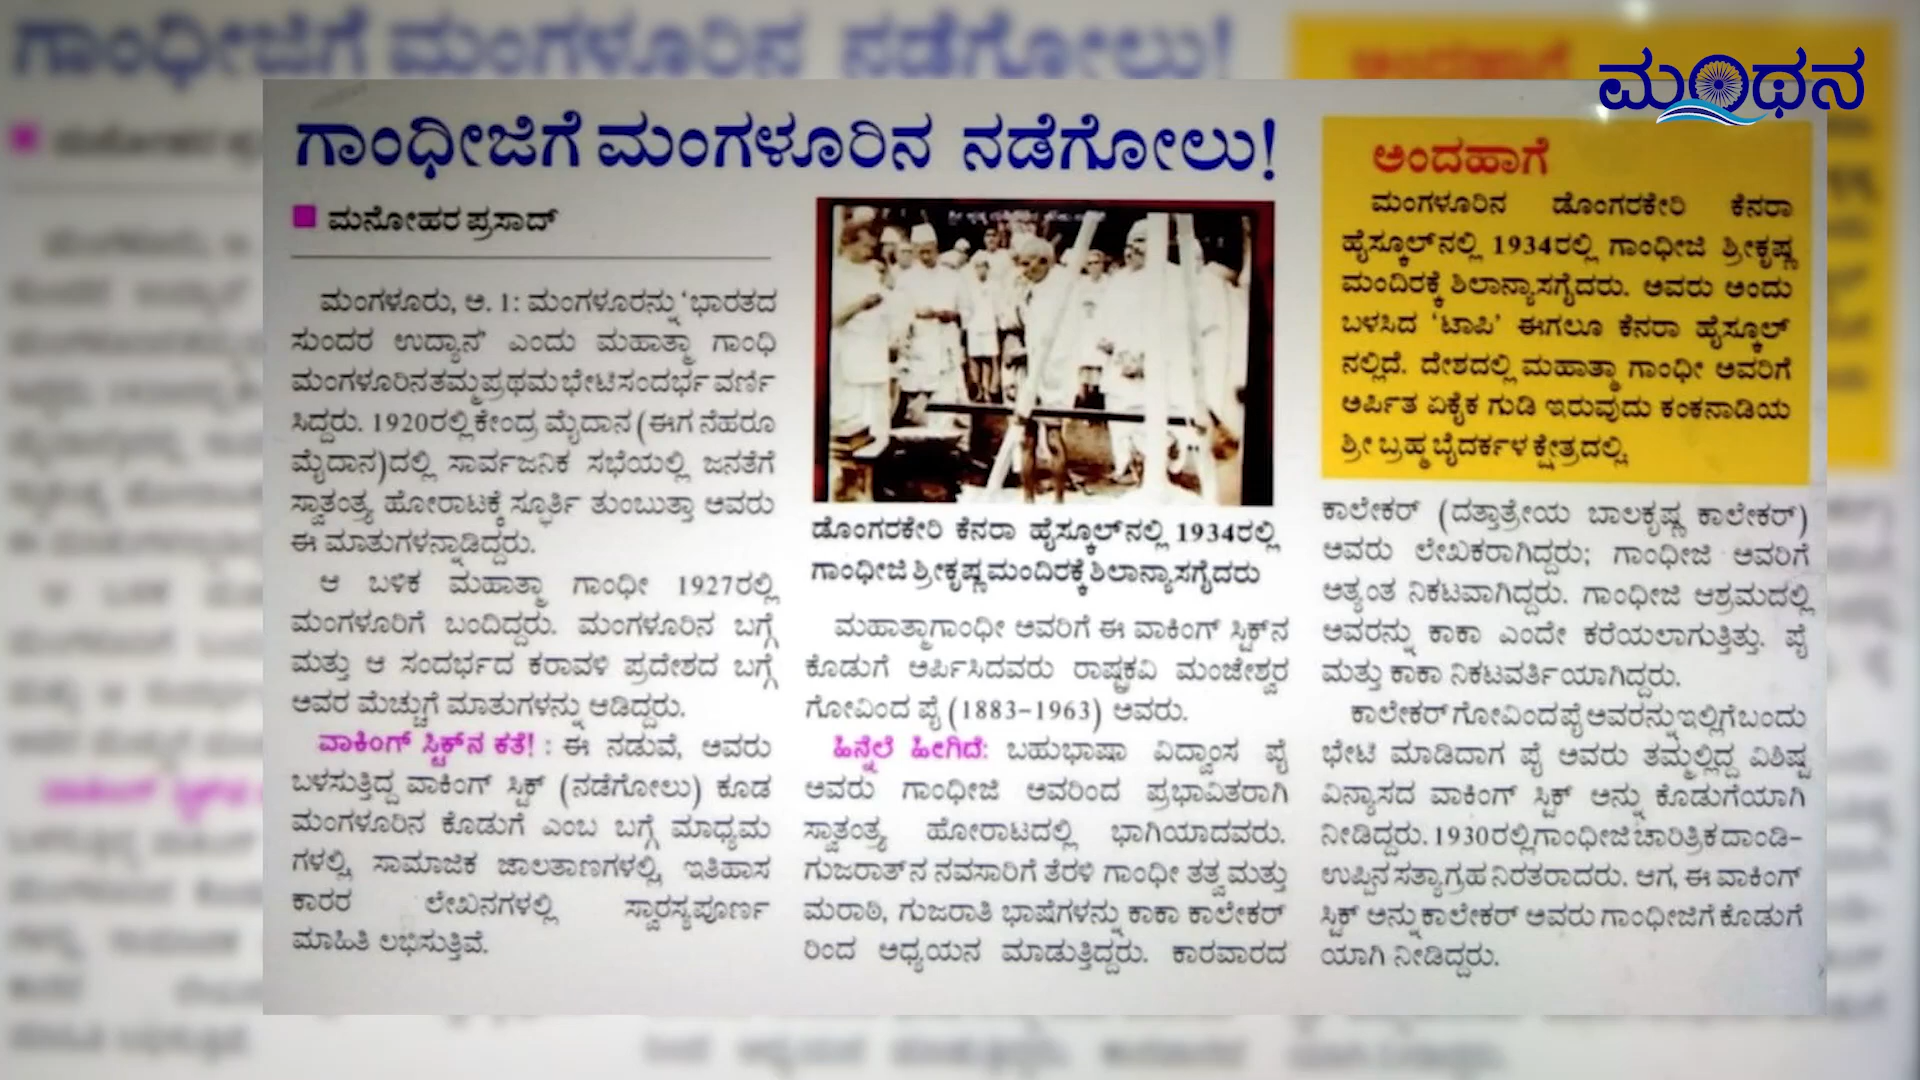 ಮಂಥನ
ಗಾಂಧೀಜಿಗೆ ಮಂಗಳೂರಿನ ನಡೆಗೋಲು!
ಮನೋಹರ ಪ್ರಸಾದ್
ಮಂಗಳೂರು, ಅ. 1: ಮಂಗಳೂರನ್ನು 'ಭಾರತದ
ಸುಂದರ ಉದ್ಯಾನ' ಎಂದು ಮಹಾತ್ಮಾ ಗಾಂಧಿ
ಮಂಗಳೂರಿನ ತಮ್ಮ ಪ್ರಥಮ ಭೇಟಿ ಸಂದರ್ಭ ವರ್ಣಿ
ಸಿದ್ದರು. 1920ರಲ್ಲಿ ಕೇಂದ್ರ ಮೈದಾನ (ಈಗ ನೆಹರೂ
ಮೈದಾನ)ದಲ್ಲಿ ಸಾರ್ವಜನಿಕ ಸಭೆಯಲ್ಲಿ ಜನತೆಗೆ
ಸ್ವಾತಂತ್ರ್ಯ ಹೋರಾಟಕ್ಕೆ ಸ್ಫೂರ್ತಿ ತುಂಬುತ್ತಾ ಅವರು
ಈ ಮಾತುಗಳನ್ನಾಡಿದ್ದರು.
ಆ ಬಳಿಕ ಮಹಾತ್ಮಾ ಗಾಂಧೀ 1927ರಲ್ಲಿ
ಮಂಗಳೂರಿಗೆ ಬಂದಿದ್ದರು. ಮಂಗಳೂರಿನ ಬಗ್ಗೆ
ಮತ್ತು ಆ ಸಂದರ್ಭದ ಕರಾವಳಿ ಪ್ರದೇಶದ ಬಗ್ಗೆ
ಅವರ ಮೆಚ್ಚುಗೆ ಮಾತುಗಳನ್ನು ಆಡಿದ್ದರು.
ವಾಕಿಂಗ್ ಸ್ಟಿಕ್‌ನ ಕತೆ! : ಈ ನಡುವೆ, ಅವರು
ಬಳಸುತ್ತಿದ್ದ ವಾಕಿಂಗ್ ಸ್ಟಿಕ್ (ನಡೆಗೋಲು) ಕೂಡ
ಮಂಗಳೂರಿನ ಕೊಡುಗೆ ಎಂಬ ಬಗ್ಗೆ ಮಾಧ್ಯಮ
ಗಳಲ್ಲಿ, ಸಾಮಾಜಿಕ ಜಾಲತಾಣಗಳಲ್ಲಿ, ಇತಿಹಾಸ
ಕಾರರ ಲೇಖನಗಳಲ್ಲಿ ಸ್ವಾರಸ್ಯಪೂರ್ಣ
ಮಾಹಿತಿ ಲಭಿಸುತ್ತಿವೆ.
ಡೊಂಗರಕೇರಿ ಕೆನರಾ ಹೈಸ್ಕೂಲ್‌ನಲ್ಲಿ 1934ರಲ್ಲಿ
ಗಾಂಧೀಜಿ ಶ್ರೀಕೃಷ್ಣ ಮಂದಿರಕ್ಕೆ ಶಿಲಾನ್ಯಾಸಗೈದರು
ಮಹಾತ್ಮಾಗಾಂಧೀ ಅವರಿಗೆ ಈ ವಾಕಿಂಗ್ ಸ್ಟಿಕ್‌ನ
ಕೊಡುಗೆ ಅರ್ಪಿಸಿದವರು ರಾಷ್ಟ್ರಕವಿ ಮಂಜೇಶ್ವರ
ಗೋವಿಂದ ಪೈ (1883-1963) ಅವರು.
ಹಿನ್ನೆಲೆ ಹೀಗಿದೆ: ಬಹುಭಾಷಾ ವಿದ್ವಾಂಸ ಪೈ
ಅವರು ಗಾಂಧೀಜಿ ಅವರಿಂದ ಪ್ರಭಾವಿತರಾಗಿ
ಸ್ವಾತಂತ್ರ್ಯ ಹೋರಾಟದಲ್ಲಿ ಭಾಗಿಯಾದವರು.
ಗುಜರಾತ್‌ನ ನವಸಾರಿಗೆ ತೆರಳಿ ಗಾಂಧೀ ತತ್ವ ಮತ್ತು
ಮರಾಠಿ, ಗುಜರಾತಿ ಭಾಷೆಗಳನ್ನು ಕಾಕಾ ಕಾಲೇಕರ್
ರಿಂದ ಅಧ್ಯಯನ ಮಾಡುತ್ತಿದ್ದರು. ಕಾರವಾರದ
ಅಂದಹಾಗೆ
ಮಂಗಳೂರಿನ ಡೊಂಗರಕೇರಿ ಕೆನರಾ
ಹೈಸ್ಕೂಲ್‌ನಲ್ಲಿ 1934ರಲ್ಲಿ ಗಾಂಧೀಜಿ ಶ್ರೀಕೃಷ್ಣ
ಮಂದಿರಕ್ಕೆ ಶಿಲಾನ್ಯಾಸಗೈದರು. ಅವರು ಅಂದು
ಬಳಸಿದ 'ಟಾಪಿ' ಈಗಲೂ ಕೆನರಾ ಹೈಸ್ಕೂಲ್
ನಲ್ಲಿದೆ. ದೇಶದಲ್ಲಿ ಮಹಾತ್ಮಾ ಗಾಂಧೀ ಅವರಿಗೆ
ಅರ್ಪಿತ ಏಕೈಕ ಗುಡಿ ಇರುವುದು ಕಂಕನಾಡಿಯ
ಶ್ರೀ ಬ್ರಹ್ಮ ಬೈದರ್ಕಳ ಕ್ಷೇತ್ರದಲ್ಲಿ.
ಕಾಲೇಕರ್ (ದತ್ತಾತ್ರೇಯ ಬಾಲಕೃಷ್ಣ ಕಾಲೇಕರ್)
ಅವರು ಲೇಖಕರಾಗಿದ್ದರು; ಗಾಂಧೀಜಿ ಅವರಿಗೆ
ಅತ್ಯಂತ ನಿಕಟವಾಗಿದ್ದರು. ಗಾಂಧೀಜಿ ಆಶ್ರಮದಲ್ಲಿ
ಅವರನ್ನು ಕಾಕಾ ಎಂದೇ ಕರೆಯಲಾಗುತ್ತಿತ್ತು. ಪೈ
ಮತ್ತು ಕಾಕಾ ನಿಕಟವರ್ತಿಯಾಗಿದ್ದರು.
ಕಾಲೇಕರ್ ಗೋವಿಂದ ಪೈ ಅವರನ್ನು ಇಲ್ಲಿಗೆ ಬಂದು
ಭೇಟಿ ಮಾಡಿದಾಗ ಪೈ ಅವರು ತಮ್ಮಲ್ಲಿದ್ದ ವಿಶಿಷ್ಟ
ವಿನ್ಯಾಸದ ವಾಕಿಂಗ್ ಸ್ಟಿಕ್ ಅನ್ನು ಕೊಡುಗೆಯಾಗಿ
ನೀಡಿದ್ದರು. 1930ರಲ್ಲಿ ಗಾಂಧೀಜಿ ಚಾರಿತ್ರಿಕ ದಾಂಡಿ-
ಉಪ್ಪಿನ ಸತ್ಯಾಗ್ರಹ ನಿರತರಾದರು. ಆಗ, ಈ ವಾಕಿಂಗ್
ಸ್ಟಿಕ್ ಅನ್ನು ಕಾಲೇಕರ್ ಅವರು ಗಾಂಧೀಜಿಗೆ ಕೊಡುಗೆ
ಯಾಗಿ ನೀಡಿದ್ದರು.